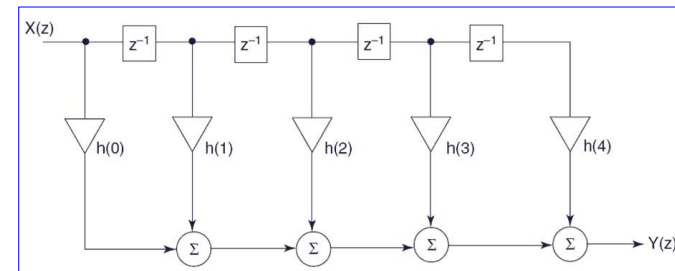 X(z)
z⁻¹ z⁻¹ z⁻¹ z⁻¹
h(0) h(1) h(2) h(3) h(4)
Σ Σ Σ Σ Y(z)